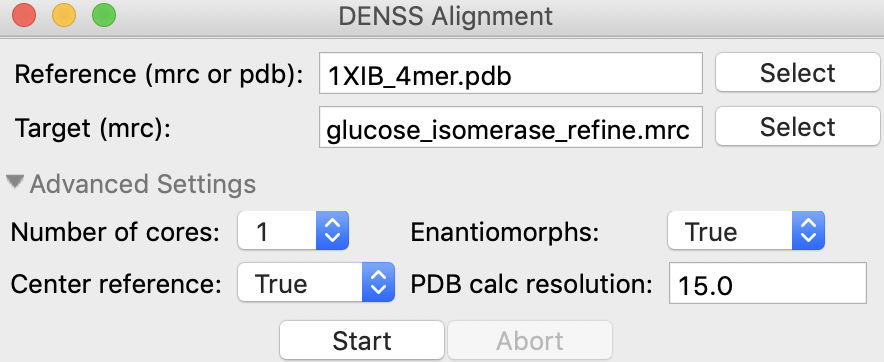 DENSS Alignment
Reference (mrc or pdb): 1XIB_4mer.pdb Select
Target (mrc): glucose_isomerase_refine.mrc Select
Advanced Settings
Number of cores: 1 Enantiomorphs: True
Center reference: True PDB calc resolution: 15.0
Start Abort